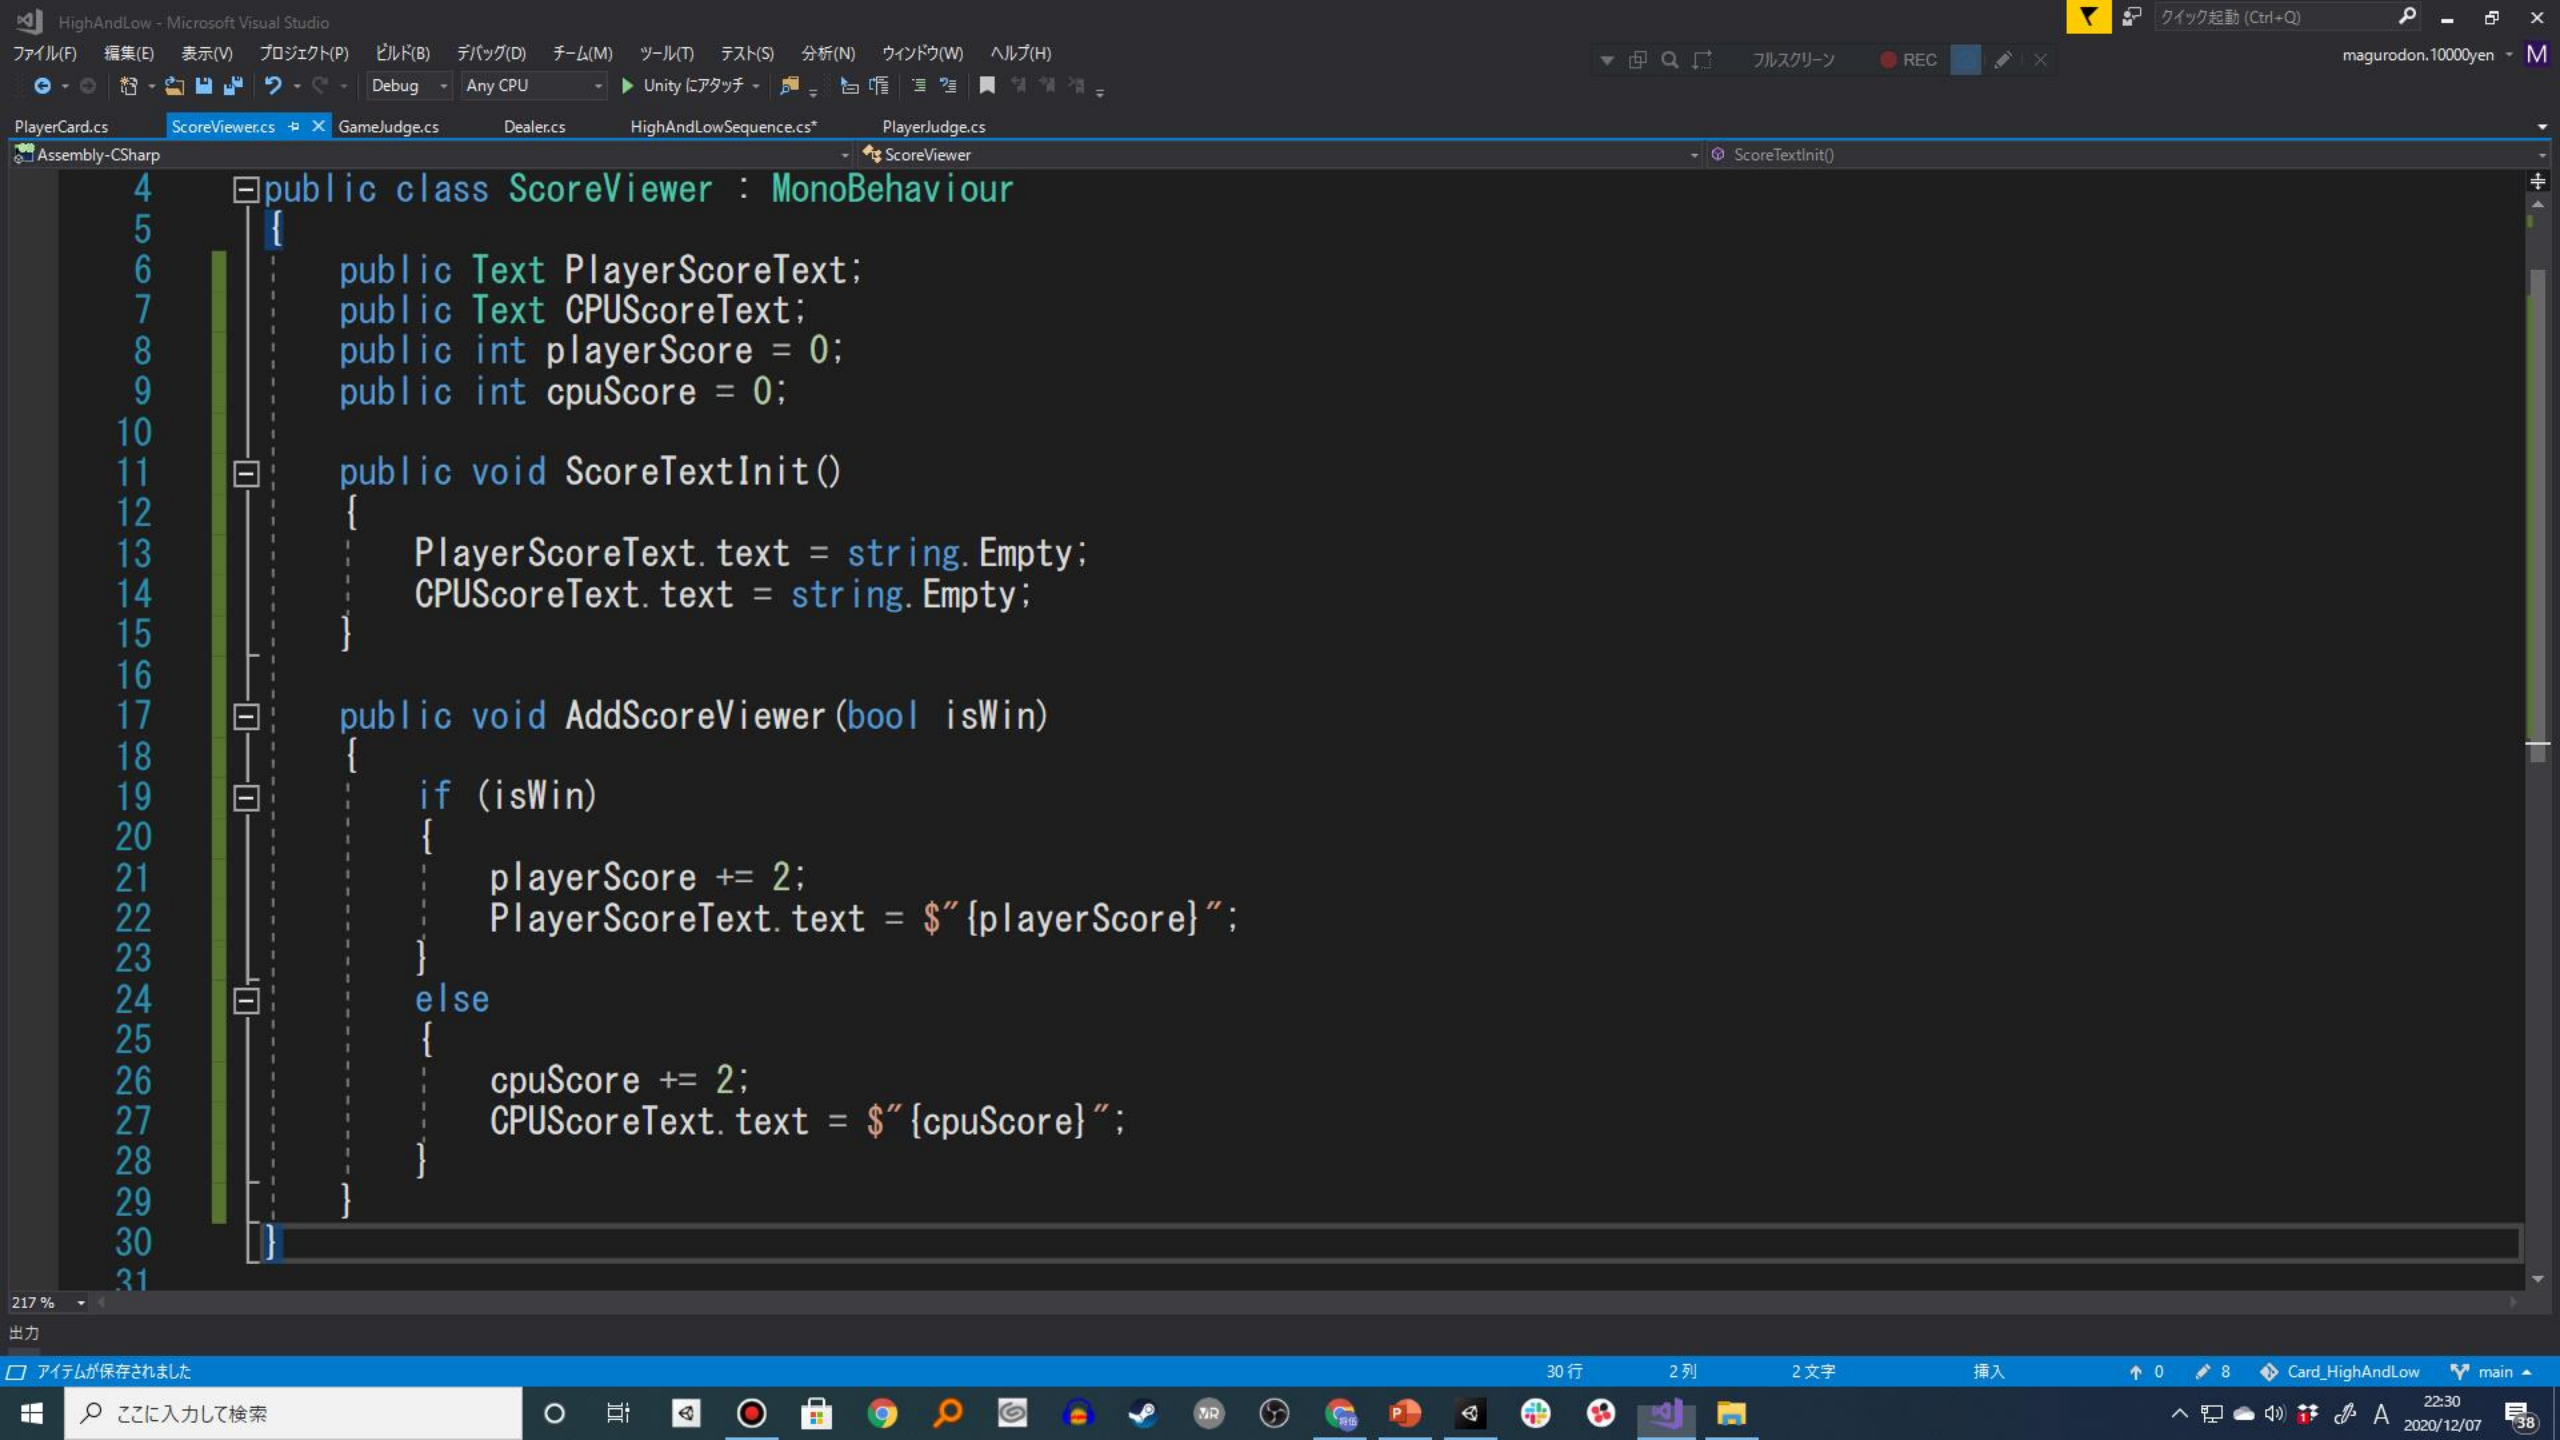 HighAndLow - Microsoft Visual Studio
クイック起動 (Ctrl+Q)
ファイル(F) 編集(E) 表示(V) プロジェクト(P) ビルド(B) デバッグ(D) チーム(M) ツール(T) テスト(S) 分析(N) ウィンドウ(W) ヘルプ(H)
フルスクリーン REC
magurodon.10000yen M
Debug Any CPU Unity にアタッチ
PlayerCard.cs ScoreViewer.cs GameJudge.cs Dealer.cs HighAndLowSequence.cs* PlayerJudge.cs
Assembly-CSharp ScoreViewer ScoreTextInit()
4 public class ScoreViewer : MonoBehaviour
5 {
6 public Text PlayerScoreText;
7 public Text CPUScoreText;
8 public int playerScore = 0;
9 public int cpuScore = 0;
10
11 public void ScoreTextInit()
12 {
13 PlayerScoreText.text = string.Empty;
14 CPUScoreText.text = string.Empty;
15 }
16
17 public void AddScoreViewer(bool isWin)
18 {
19 if (isWin)
20 {
21 playerScore += 2;
22 PlayerScoreText.text = $"{playerScore}";
23 }
24 else
25 {
26 cpuScore += 2;
27 CPUScoreText.text = $"{cpuScore}";
28 }
29 }
30 }
31
217 %
出力
アイテムが保存されました 30 行 2 列 2 文字 挿入 0 8 Card_HighAndLow main
ここに入力して検索
A 22:30
2020/12/07
38